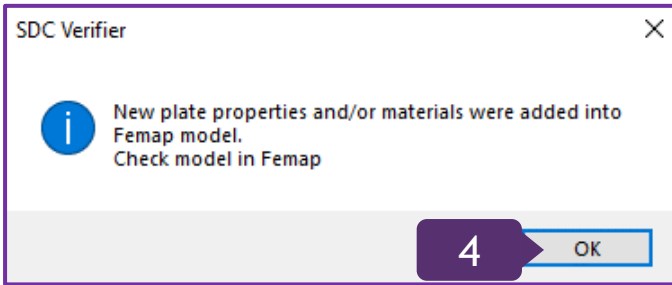 SDC Verifier
New plate properties and/or materials were added into
Femap model.
Check model in Femap
4
OK